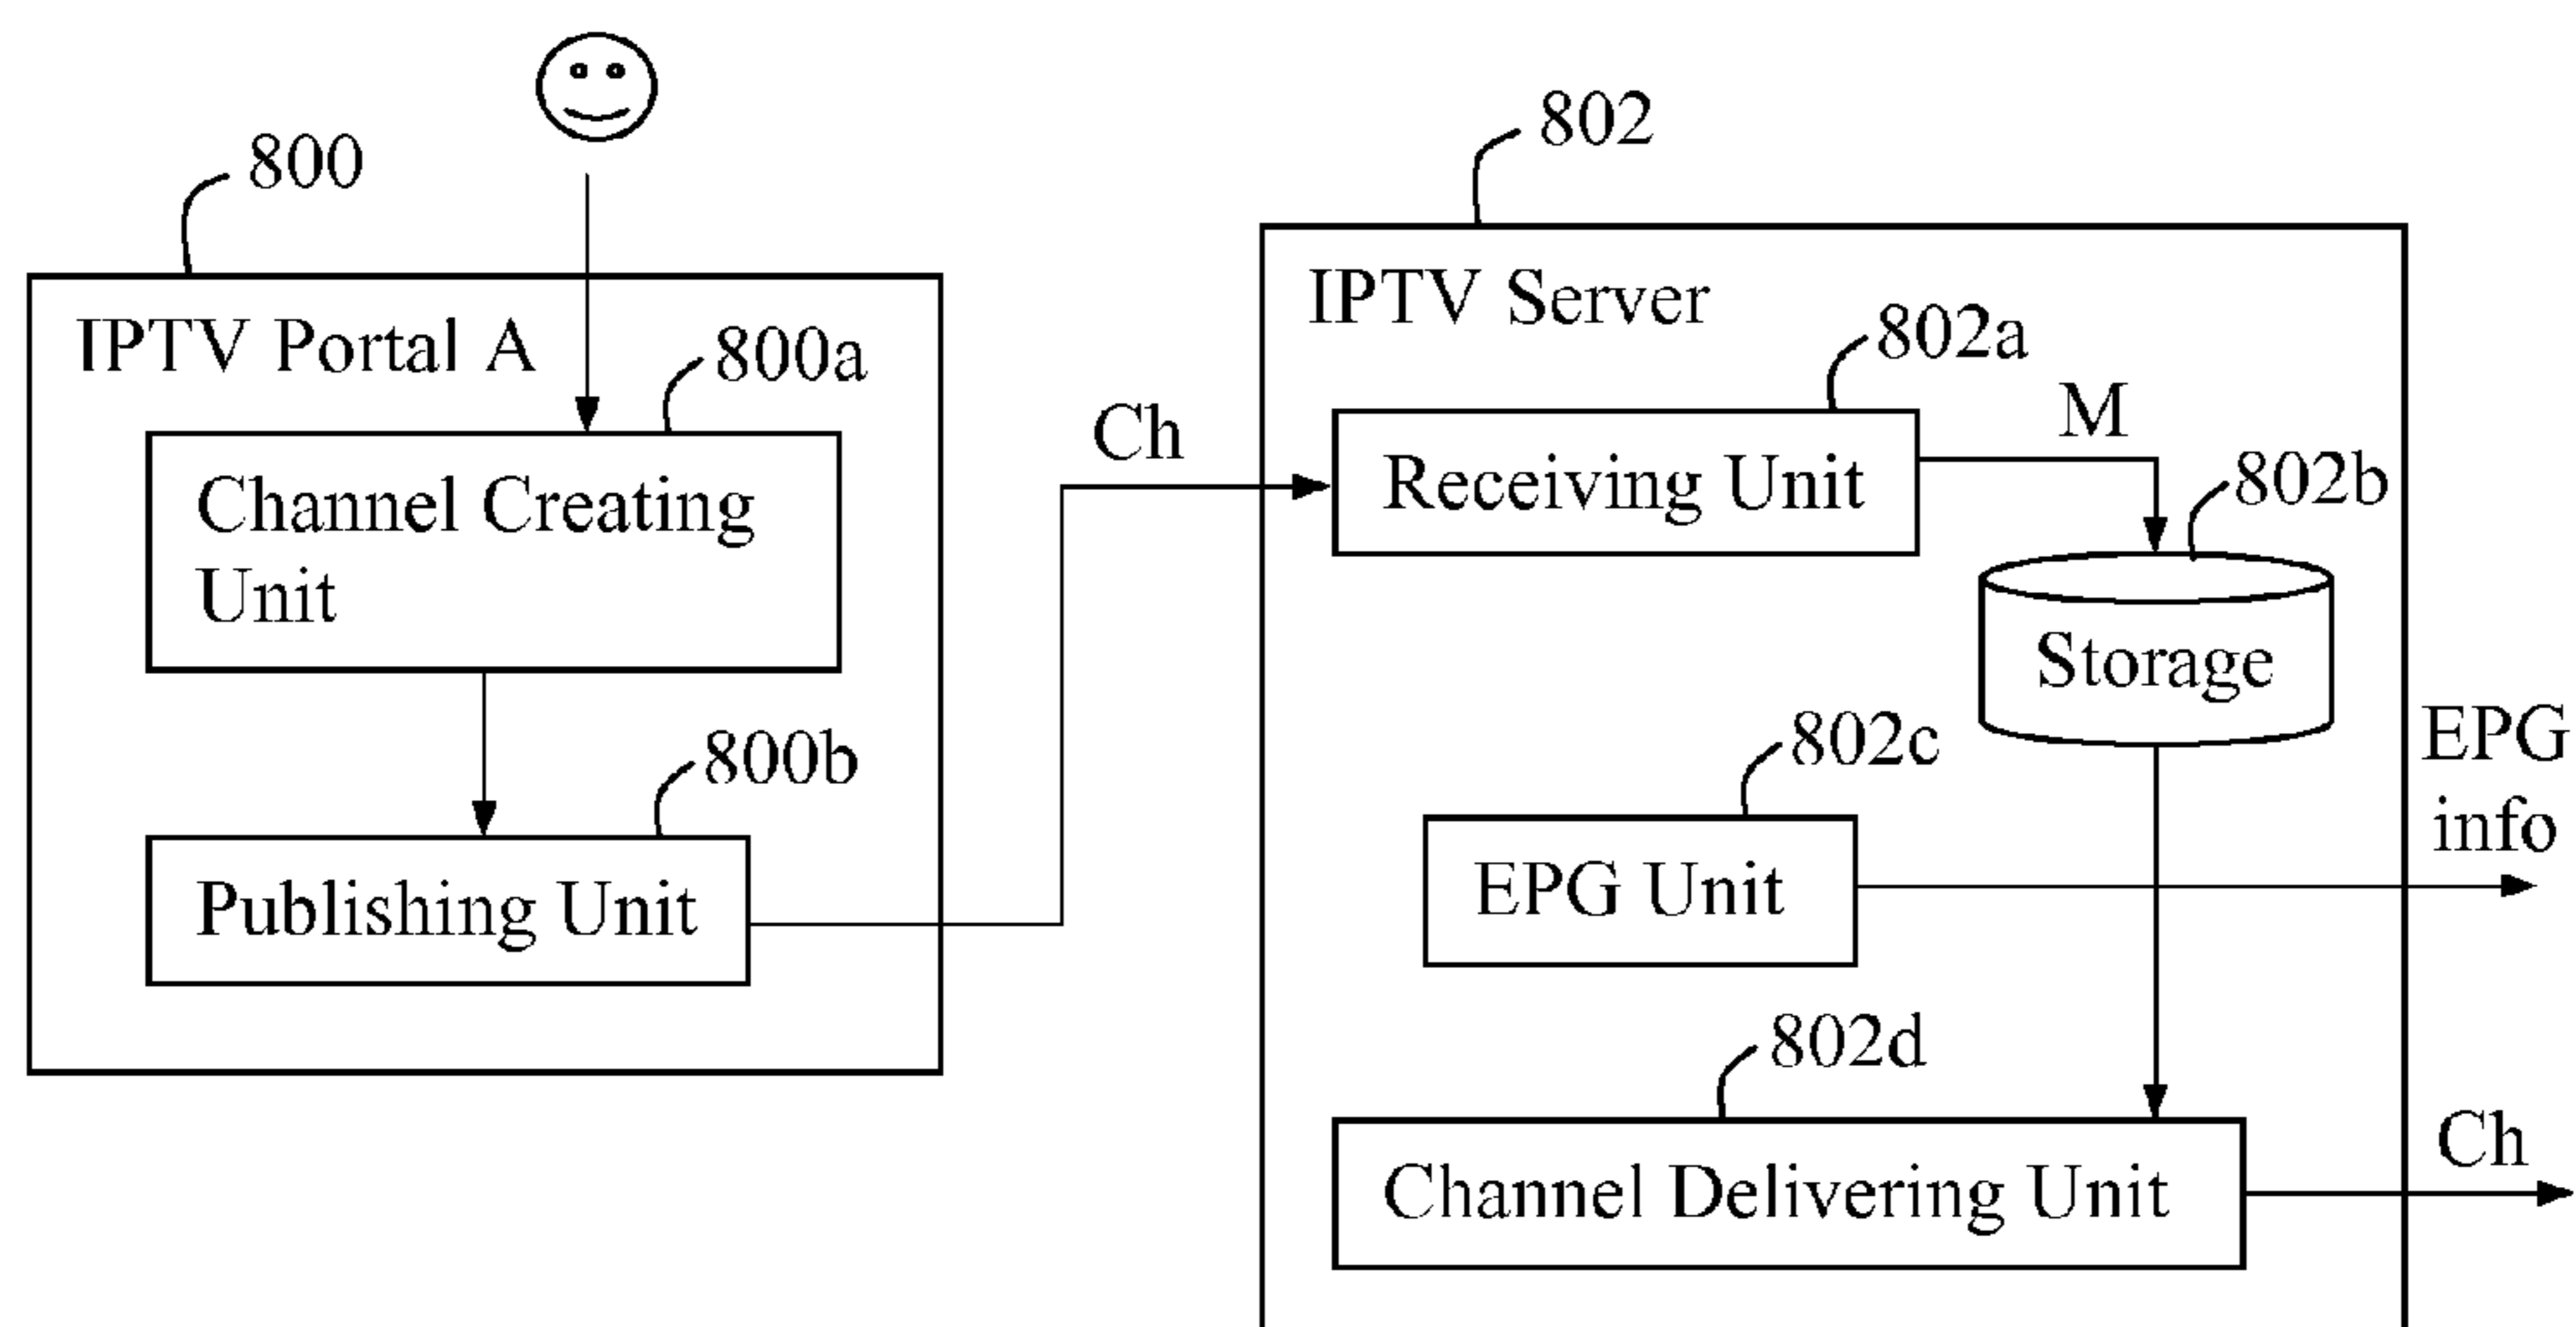 800
IPTV Portal A
800a
Channel Creating
Unit
800b
Publishing Unit
Ch
802
IPTV Server
802a
Receiving Unit
M
802b
Storage
802c
EPG Unit
EPG
info
802d
Channel Delivering Unit
Ch